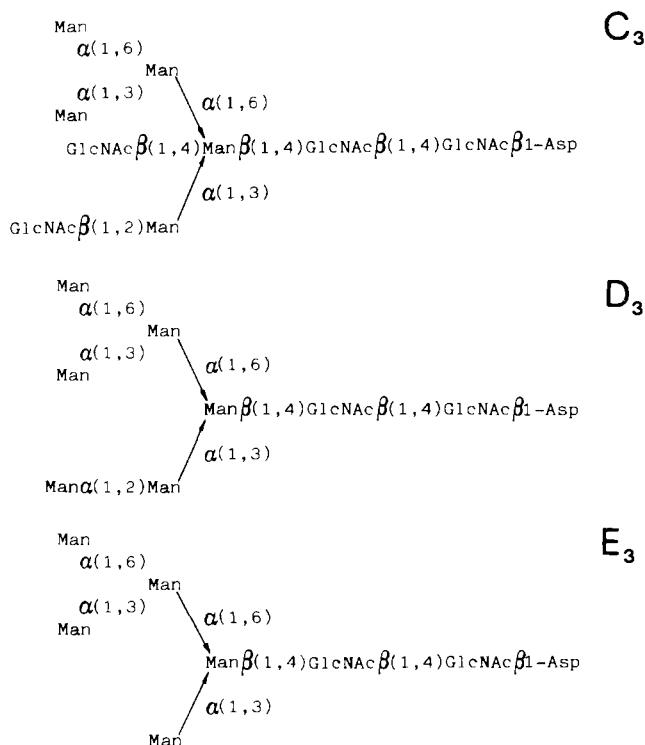 C3
Man
α(1,6)
Man
α(1,3)
α(1,6)
Man
GlcNAcβ(1,4)Manβ(1,4)GlcNAcβ(1,4)GlcNAcβ1-Asp
α(1,3)
GlcNAcβ(1,2)Man
D3
Man
α(1,6)
Man
α(1,3)
α(1,6)
Man
Manβ(1,4)GlcNAcβ(1,4)GlcNAcβ1-Asp
α(1,3)
Manα(1,2)Man
E3
Man
α(1,6)
Man
α(1,3)
α(1,6)
Man
Manβ(1,4)GlcNAcβ(1,4)GlcNAcβ1-Asp
α(1,3)
Man